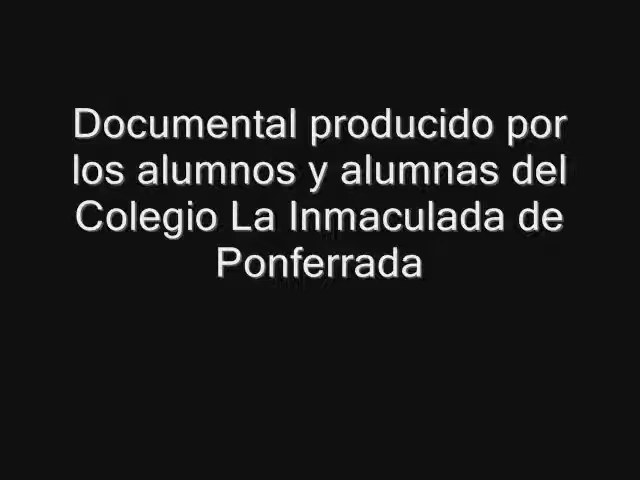 Documental producido por
los alumnos y alumnas del
Colegio La Inmaculada de
Ponferrada